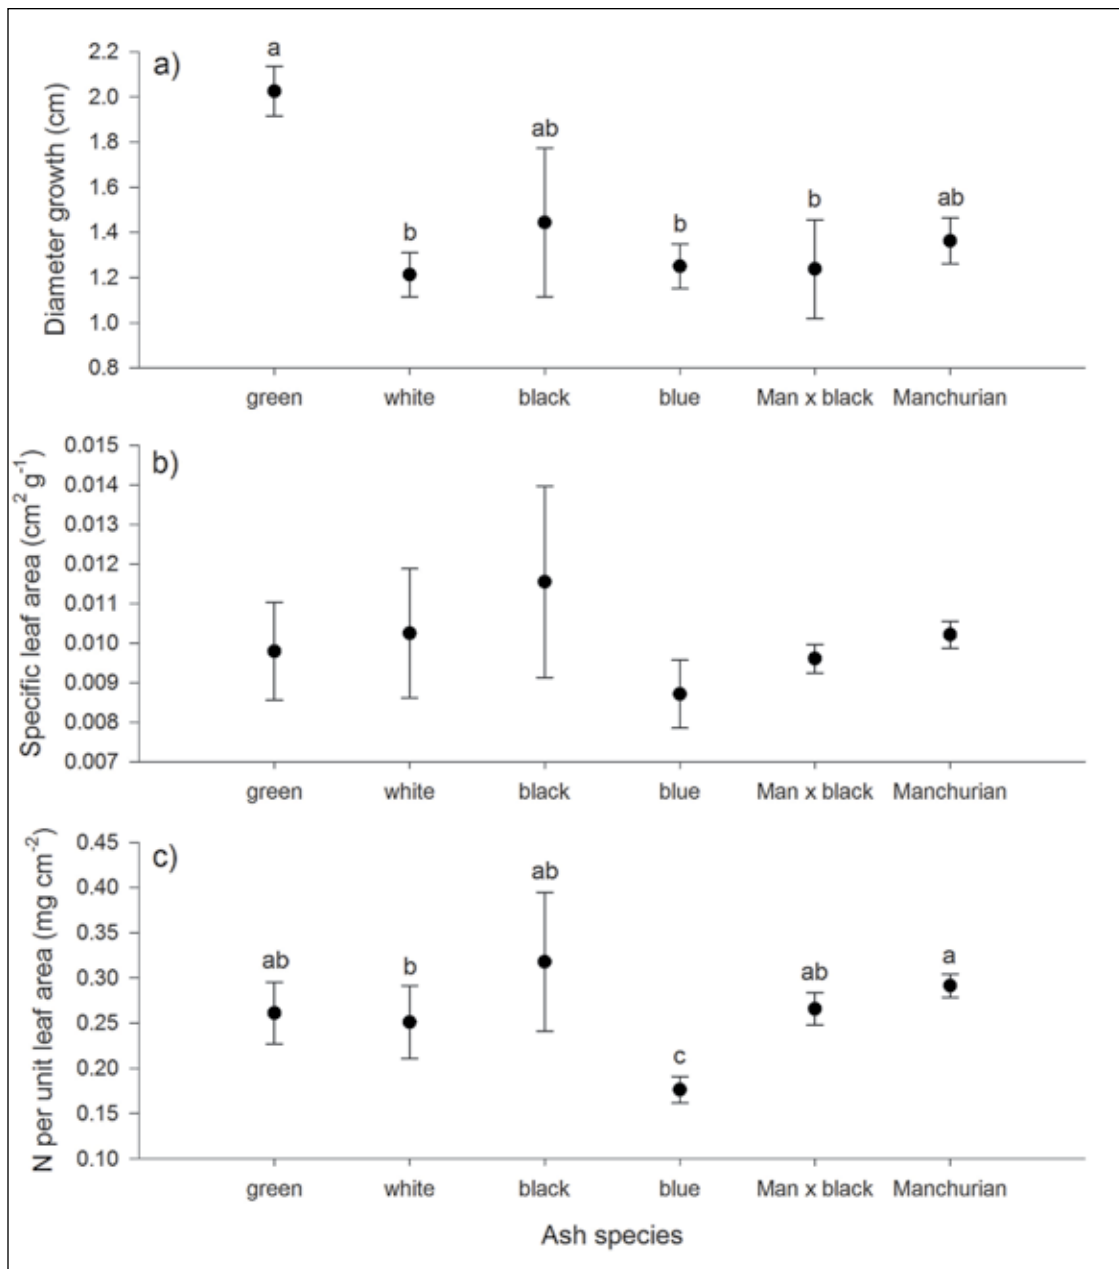 a)
Diameter growth (cm)
2.2
2.0
1.8
1.6
1.4
1.2
1.0
0.8
a
b
ab
b
b
ab
green white black blue Man x black Manchurian
b)
Specific leaf area (cm² g⁻¹)
0.015
0.014
0.013
0.012
0.011
0.010
0.009
0.008
0.007
green white black blue Man x black Manchurian
c)
N per unit leaf area (mg cm⁻²)
0.45
0.40
0.35
0.30
0.25
0.20
0.15
0.10
ab
b
ab
c
ab
a
green white black blue Man x black Manchurian
Ash species